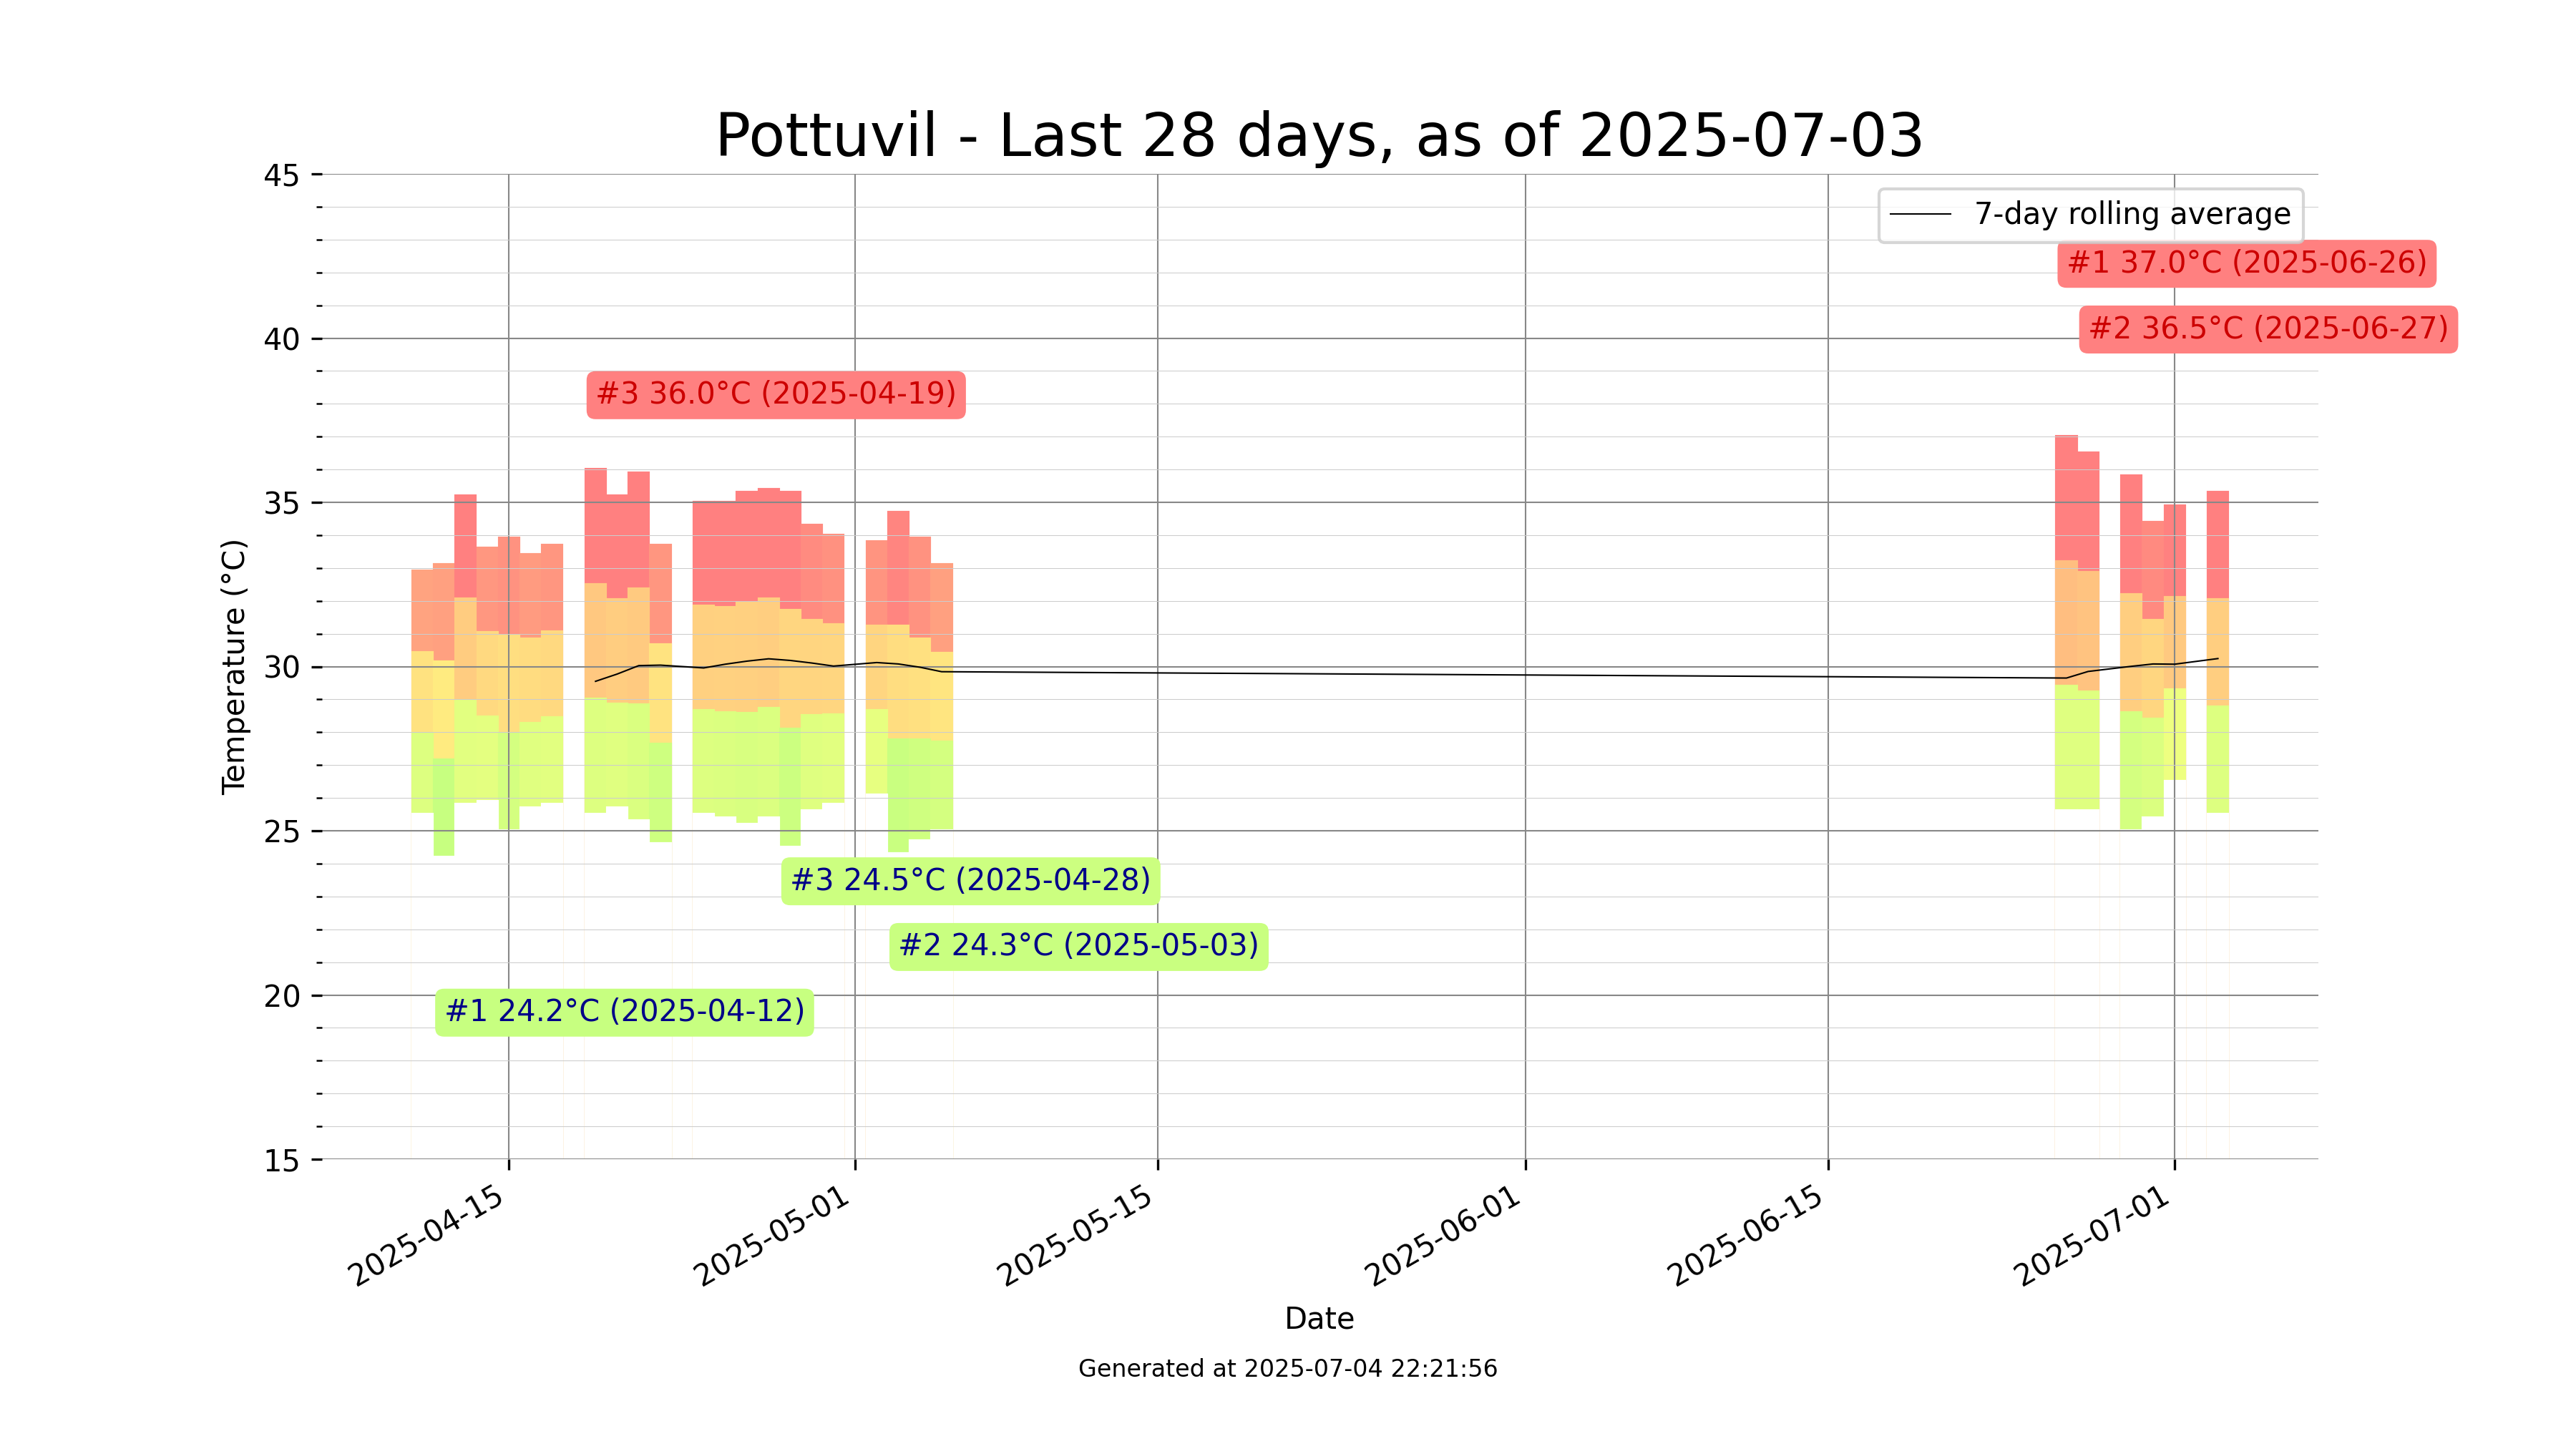 Pottuvil - Last 28 days, as of 2025-07-03
45
7-day rolling average
#1 37.0°C (2025-06-26)
#2 36.5°C (2025-06-27)
40
#3 36.0°C (2025-04-19)
35
Temperature (°C)
30
25
#3 24.5°C (2025-04-28)
#2 24.3°C (2025-05-03)
20
#1 24.2°C (2025-04-12)
15
2025-04-15
2025-05-01
2025-05-15
2025-06-01
2025-06-15
2025-07-01
Date
Generated at 2025-07-04 22:21:56